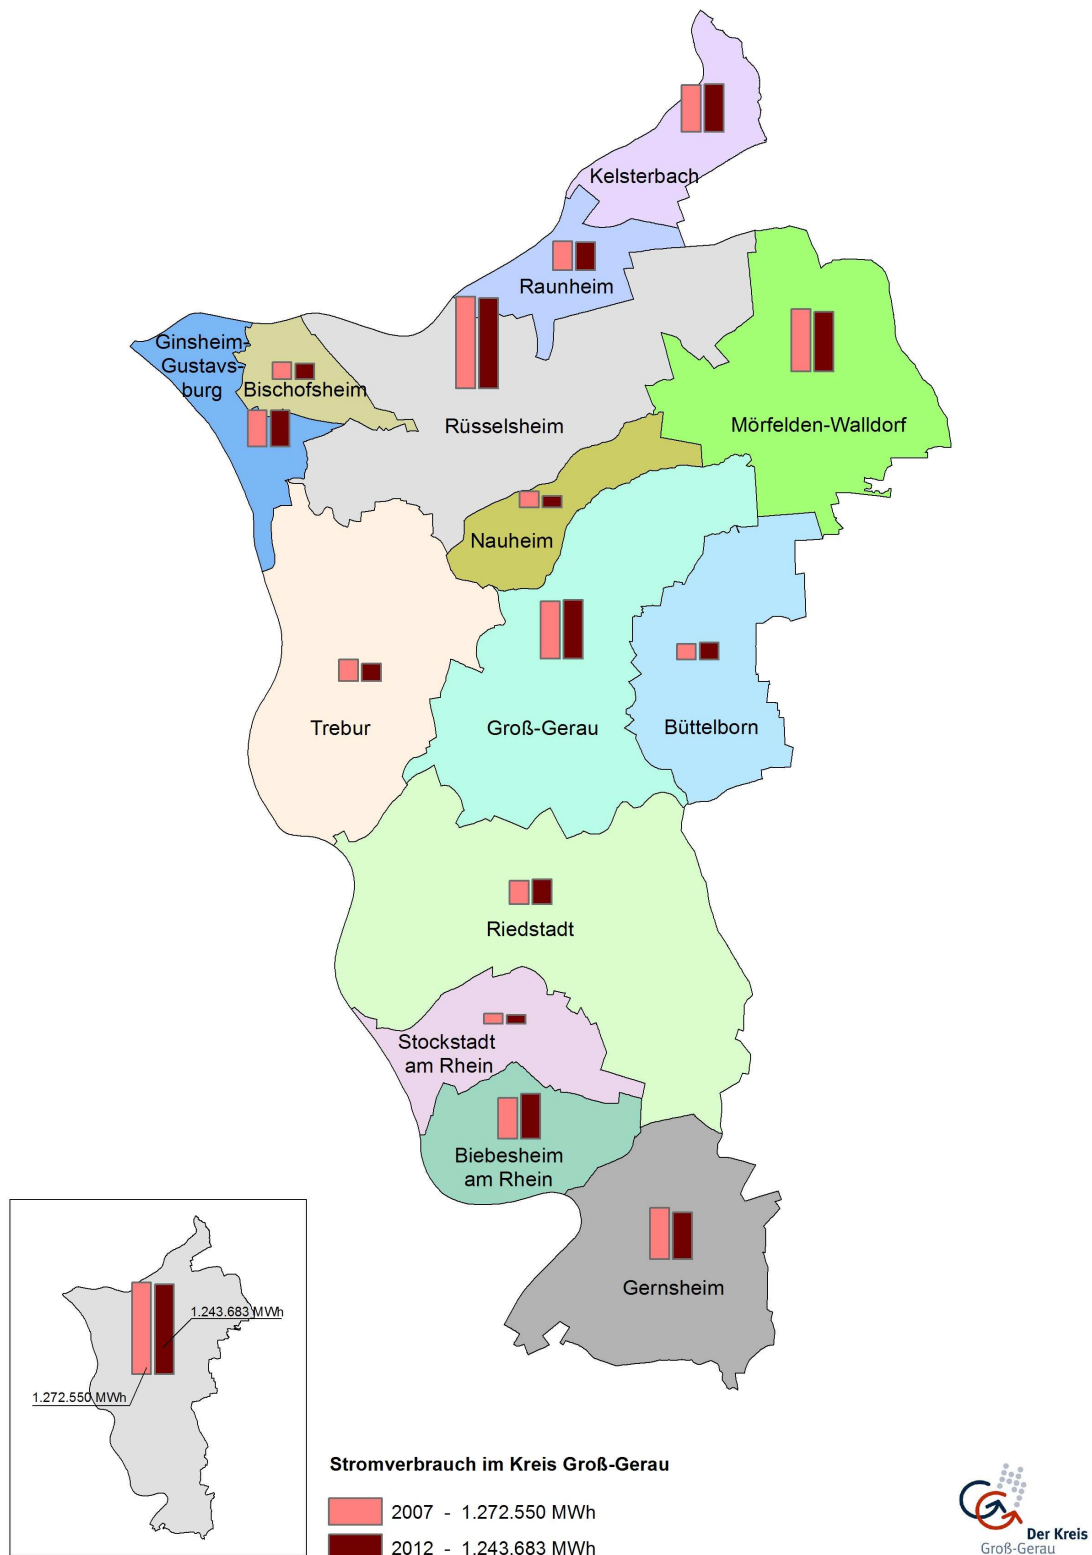 Kelsterbach
Raunheim
Ginsheim-
Gustavs-
burg
Bischofsheim
Rüsselsheim
Mörfelden-Walldorf
Nauheim
Trebur
Groß-Gerau
Büttelborn
Riedstadt
Stockstadt
am Rhein
Biebesheim
am Rhein
Gernsheim
1.243.683 MWh
1.272.550 MWh
Stromverbrauch im Kreis Groß-Gerau
2007 - 1.272.550 MWh
2012 - 1.243.683 MWh
Der Kreis
Groß-Gerau